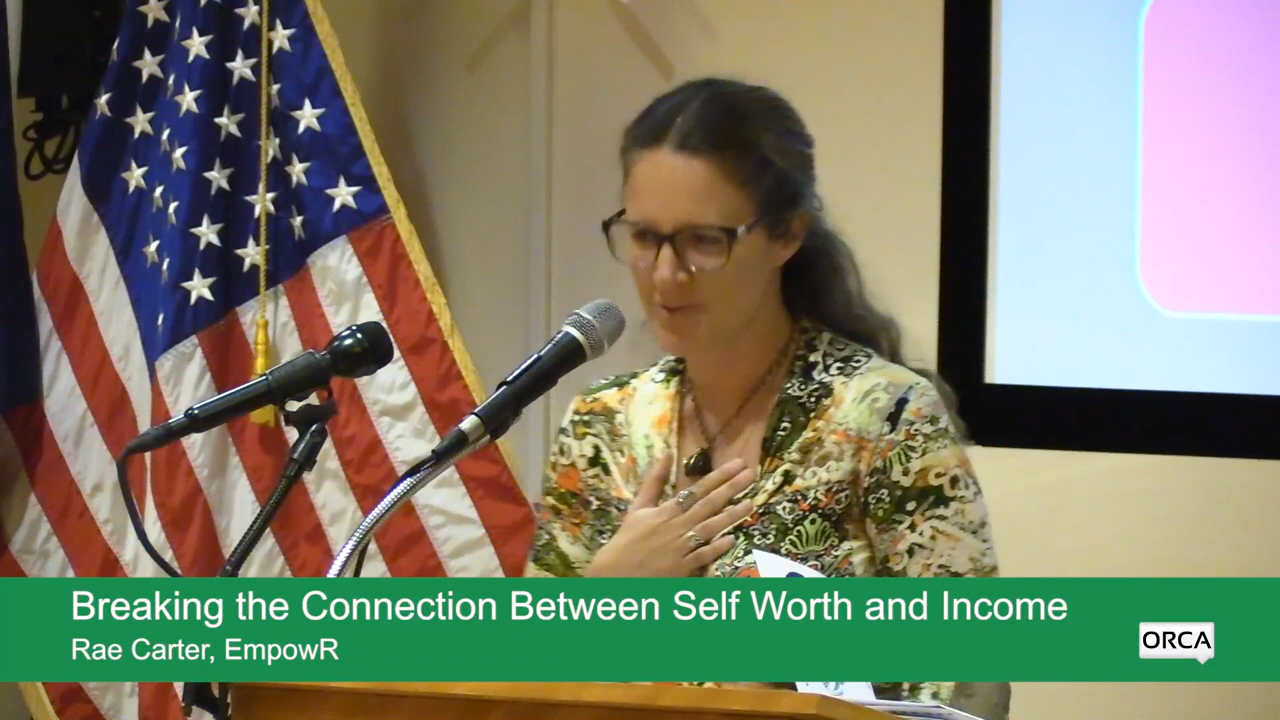 Breaking the Connection Between Self Worth and Income
Rae Carter, EmpowR
ORCA